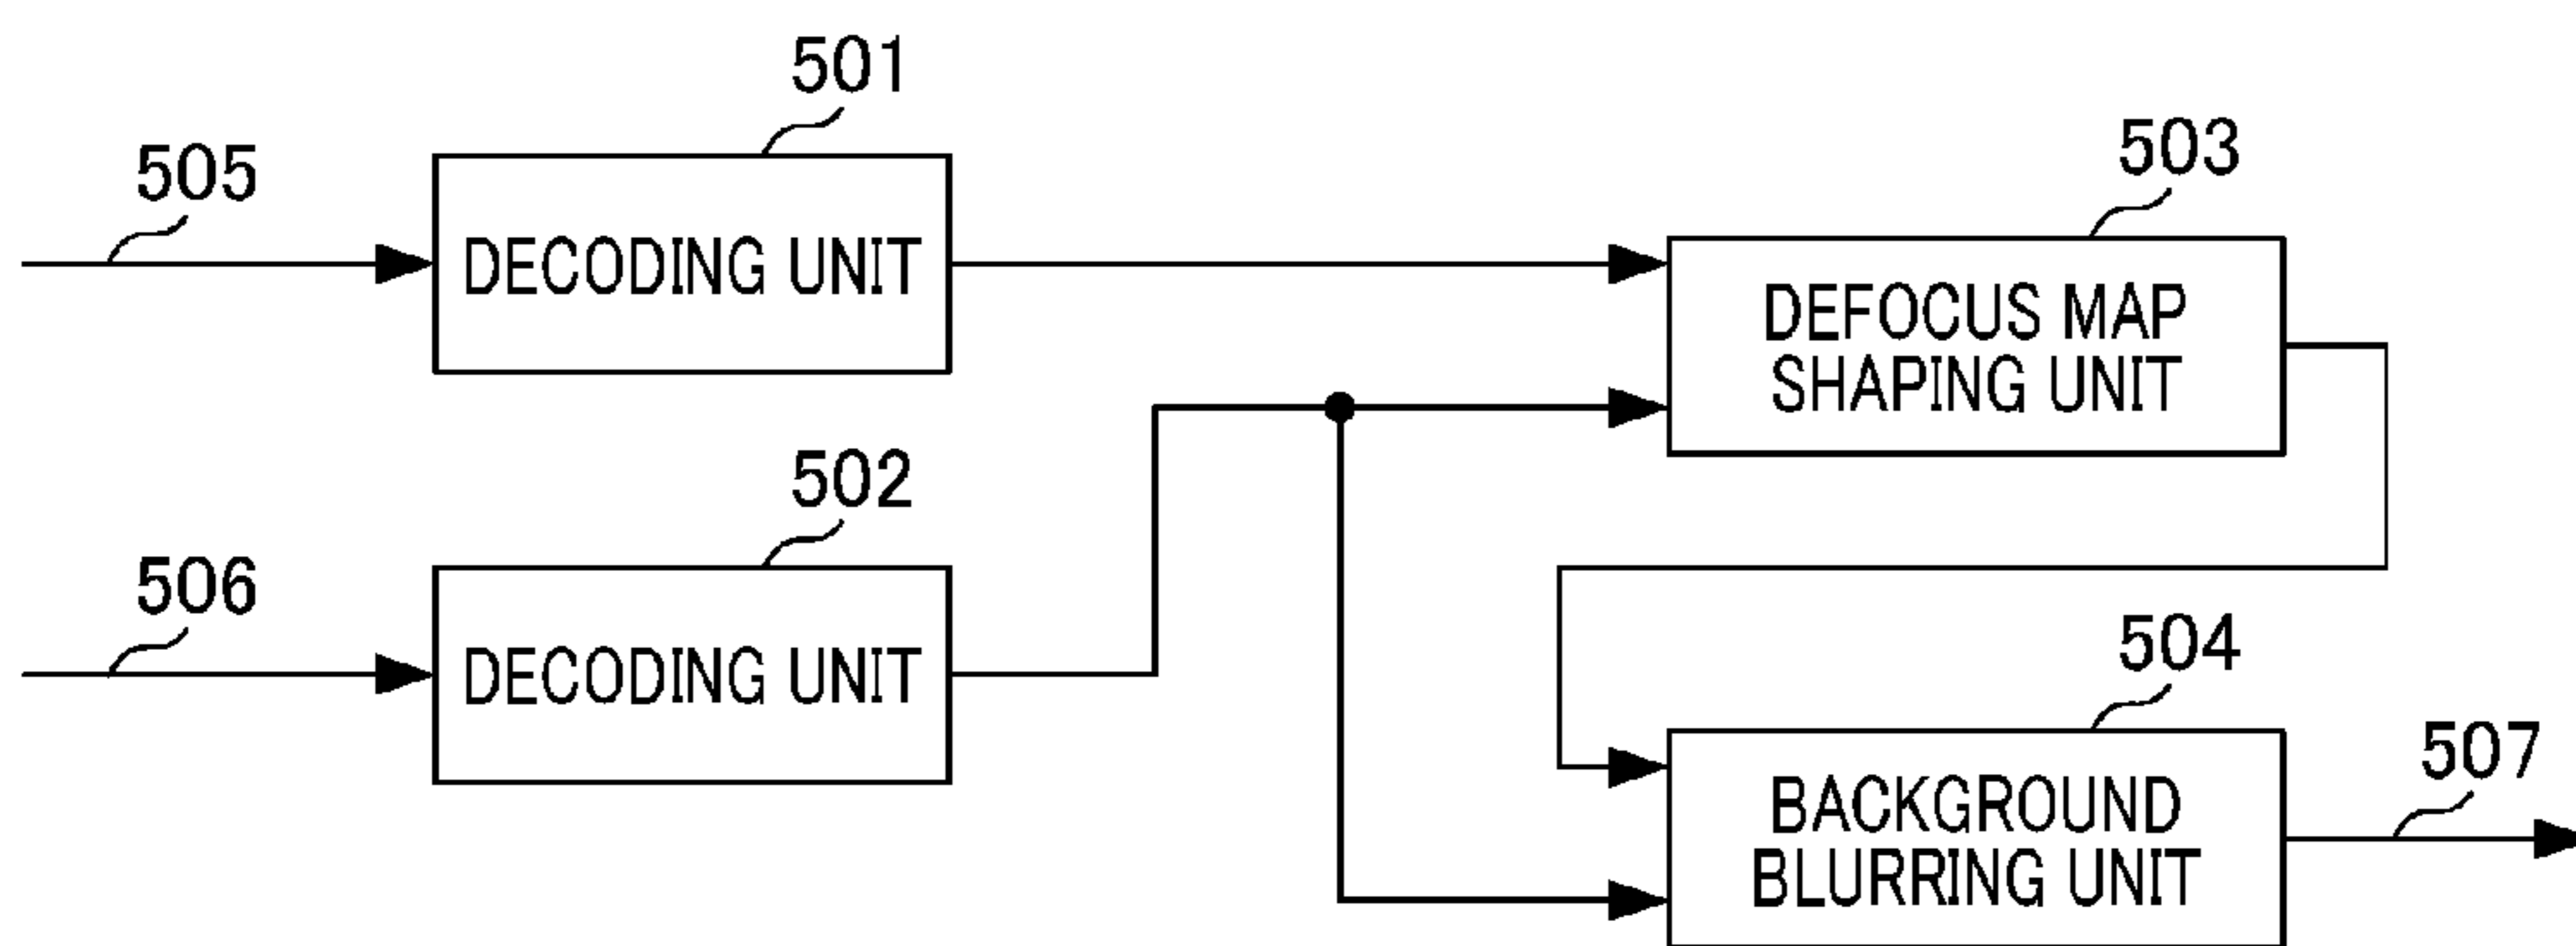 501
505
DECODING UNIT
503
DEFOCUS MAP
SHAPING UNIT
502
506
DECODING UNIT
504
507
BACKGROUND
BLURRING UNIT